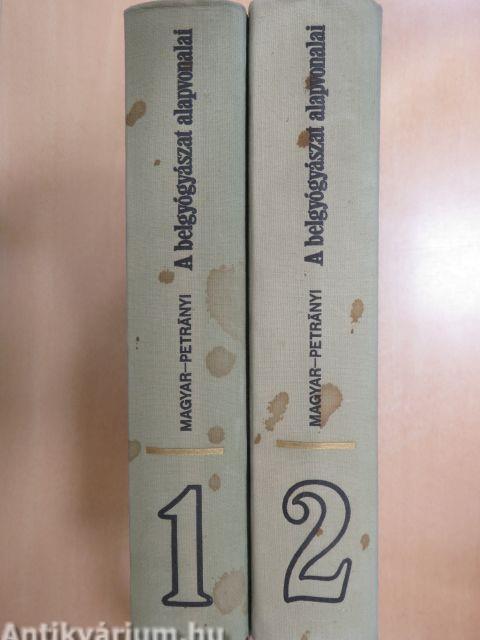 MAGYAR–PETRÁNYI A belgyógyászat alapvonalai
1
MAGYAR–PETRÁNYI A belgyógyászat alapvonalai
2
Antikvárium.hu